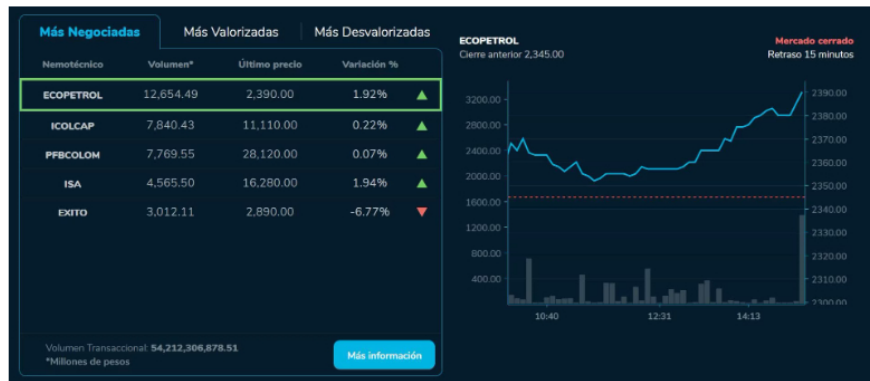 Más Negociadas
Más Valorizadas
Más Desvalorizadas
Nemotécnico Volumen* Último precio Variación %
ECOPETROL 12,654.49 2,390.00 1.92% ▲
ICOLCAP 7,840.43 11,110.00 0.22% ▲
PFBCOLOM 7,769.55 28,120.00 0.07% ▲
ISA 4,565.50 16,280.00 1.94% ▲
EXITO 3,012.11 2,890.00 -6.77% ▼
Volumen Transaccional: 54,212,306,878.51
*Millones de pesos
Más información
ECOPETROL
Cierre anterior 2,345.00
Mercado cerrado
Retraso 15 minutos
3200.00
2800.00
2400.00
2000.00
1600.00
1200.00
800.00
400.00
2390.00
2380.00
2370.00
2360.00
2350.00
2340.00
2330.00
2320.00
2310.00
2300.00
10:40 12:31 14:13